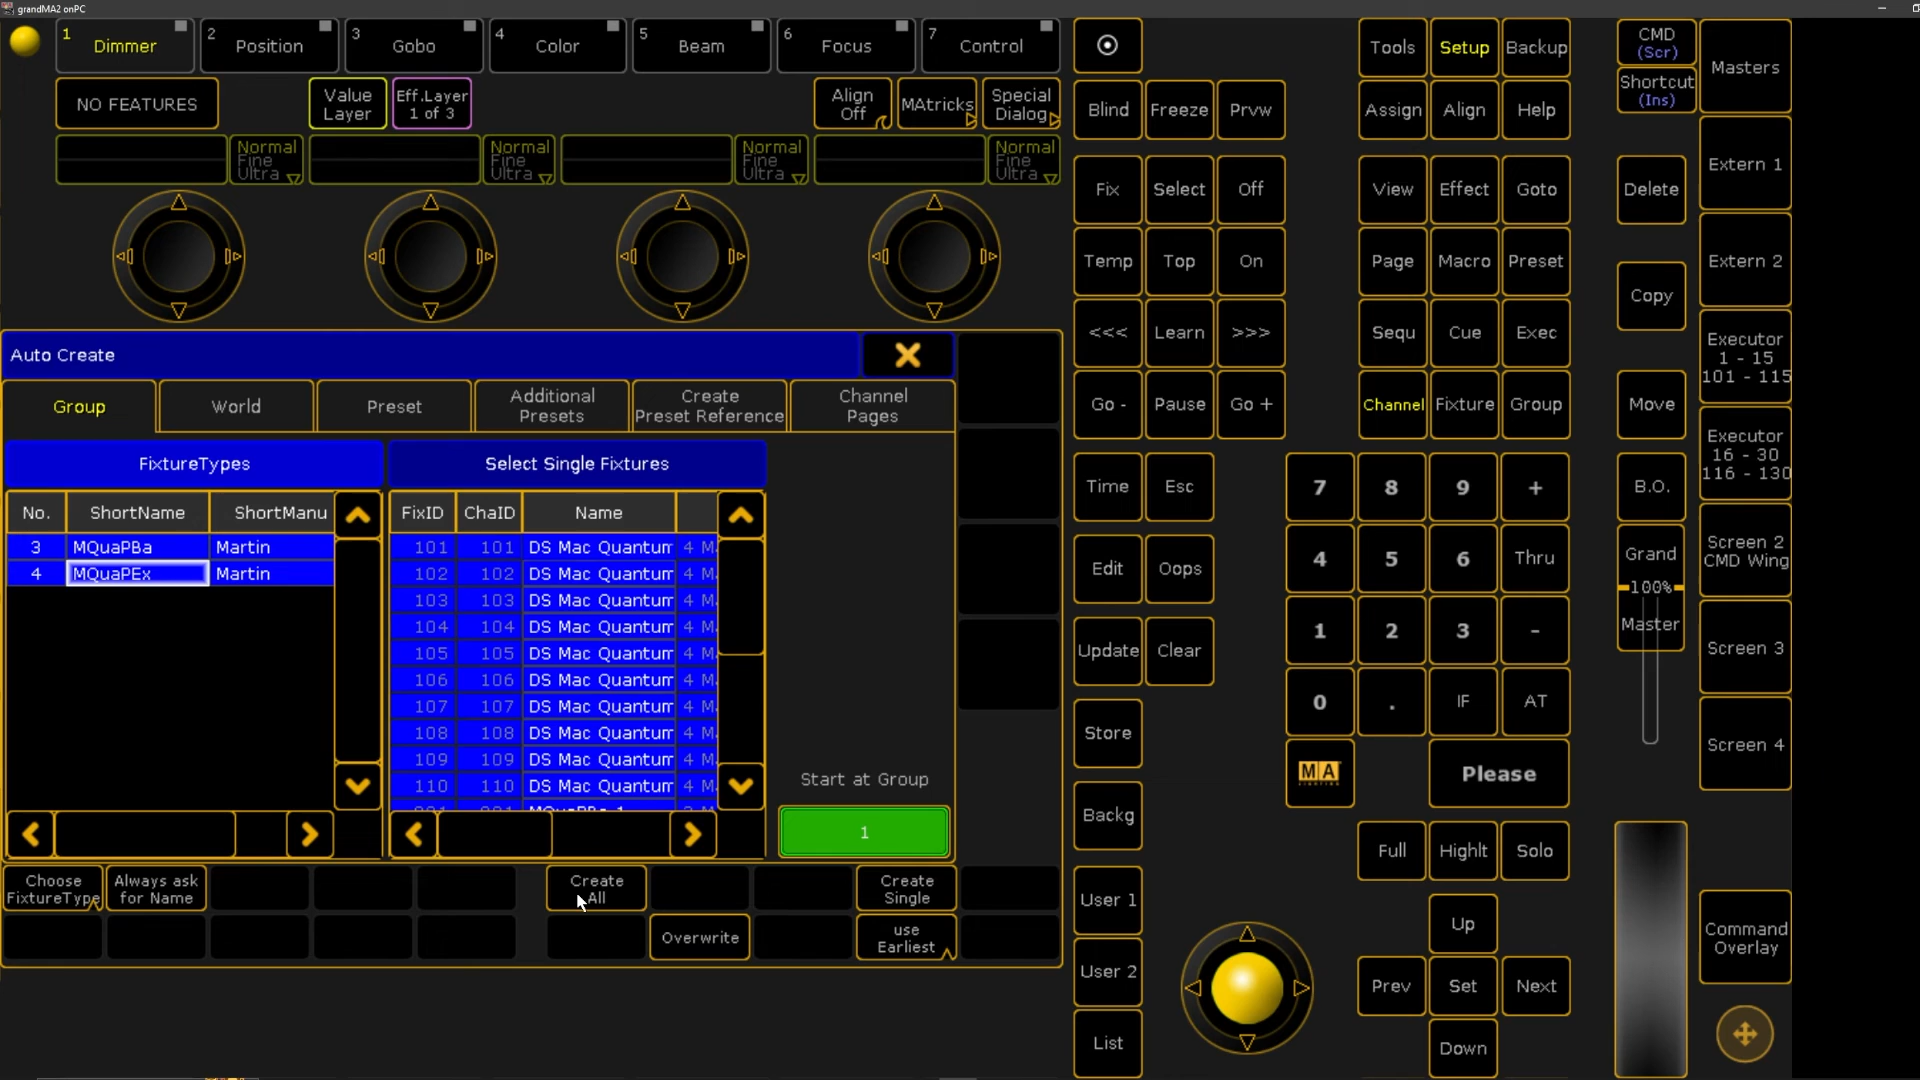 grandMA2 onPC
1 Dimmer
2 Position
3 Gobo
4 Color
5 Beam
6 Focus
7 Control
NO FEATURES
Value
Layer
Eff.Layer
1 of 3
Align
Off
MAtricks
Special
Dialog
Normal
Fine
Ultra
Normal
Fine
Ultra
Normal
Fine
Ultra
Normal
Fine
Ultra
Auto Create
Group
World
Preset
Additional
Presets
Create
Preset Reference
Channel
Pages
FixtureTypes
Select Single Fixtures
No. ShortName ShortManu
3 MQuaPBa Martin
4 MQuaPEx Martin
FixID ChaID Name
101 101 DS Mac Quantum 4 M
102 102 DS Mac Quantum 4 M
103 103 DS Mac Quantum 4 M
104 104 DS Mac Quantum 4 M
105 105 DS Mac Quantum 4 M
106 106 DS Mac Quantum 4 M
107 107 DS Mac Quantum 4 M
108 108 DS Mac Quantum 4 M
109 109 DS Mac Quantum 4 M
110 110 DS Mac Quantum 4 M
Start at Group
1
Choose
FixtureType
Always ask
for Name
Create
All
Create
Single
Overwrite
use
Earliest
Blind Freeze Prvw
Fix Select Off
Temp Top On
<<< Learn >>>
Go - Pause Go +
Time Esc
Edit Oops
Update Clear
Store
Backg
User 1
User 2
List
Tools Setup Backup
Assign Align Help
View Effect Goto
Page Macro Preset
Sequ Cue Exec
Channel Fixture Group
7 8 9 +
4 5 6 Thru
1 2 3 -
0 . IF AT
MA
Please
Full Highlt Solo
Up
Prev Set Next
Down
CMD
(Scr)
Shortcut
(Ins)
Delete
Copy
Move
B.O.
Grand
100%
Master
Masters
Extern 1
Extern 2
Executor
1 - 15
101 - 115
Executor
16 - 30
116 - 130
Screen 2
CMD Wing
Screen 3
Screen 4
Command
Overlay